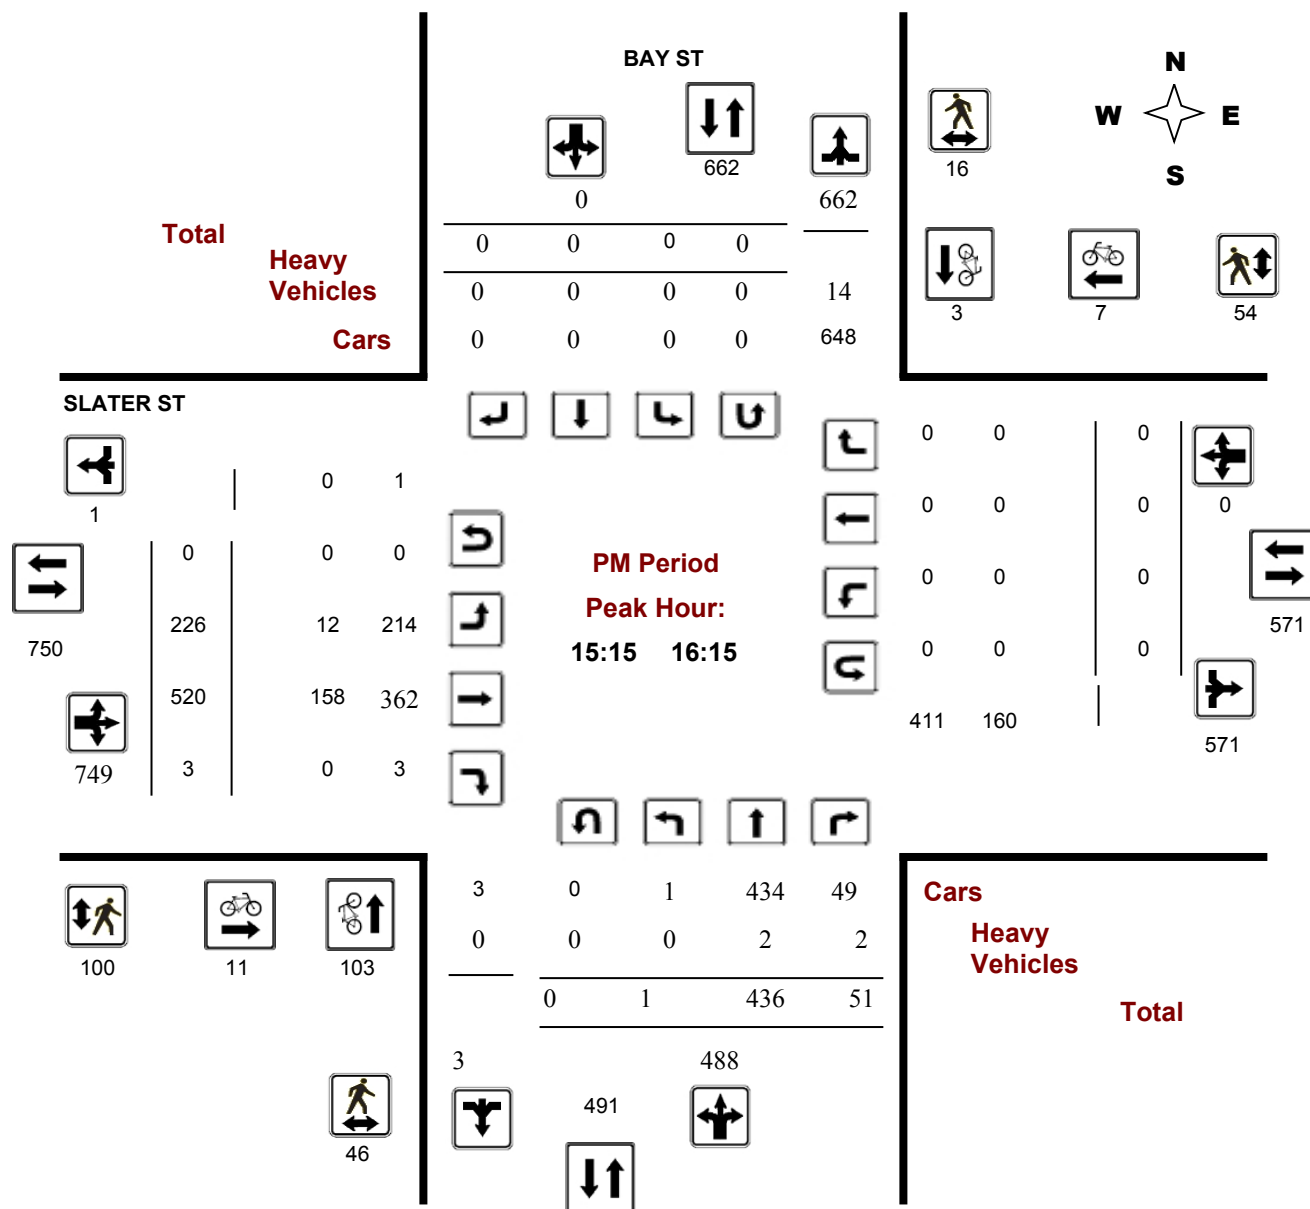 BAY ST
N
W E
S
662
16
0 662
Total
0 0 0 0
Heavy
Vehicles
0 0 0 0 14
3 7 54
Cars
0 0 0 0 648
SLATER ST
0 0 0
0 1
1
0 0 0 0
0 0 0
PM Period
0 0 0
Peak Hour:
226 12 214
571
750
15:15 16:15
0 0 0
520 158 362
411 160
571
749
3 0 3
3 0 1 434 49
Cars
0 0 0 2 2
Heavy
Vehicles
100 11 103
0 1 436 51
Total
3 488
491
46